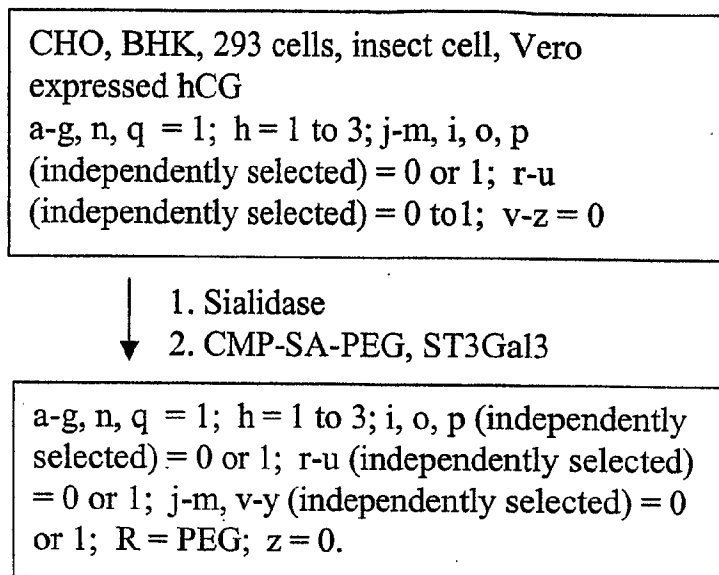 CHO, BHK, 293 cells, insect cell, Vero
expressed hCG
a-g, n, q = 1; h = 1 to 3; j-m, i, o, p
(independently selected) = 0 or 1; r-u
(independently selected) = 0 to1; v-z = 0
1. Sialidase
2. CMP-SA-PEG, ST3Gal3
a-g, n, q = 1; h = 1 to 3; i, o, p (independently
selected) = 0 or 1; r-u (independently selected)
= 0 or 1; j-m, v-y (independently selected) = 0
or 1; R = PEG; z = 0.